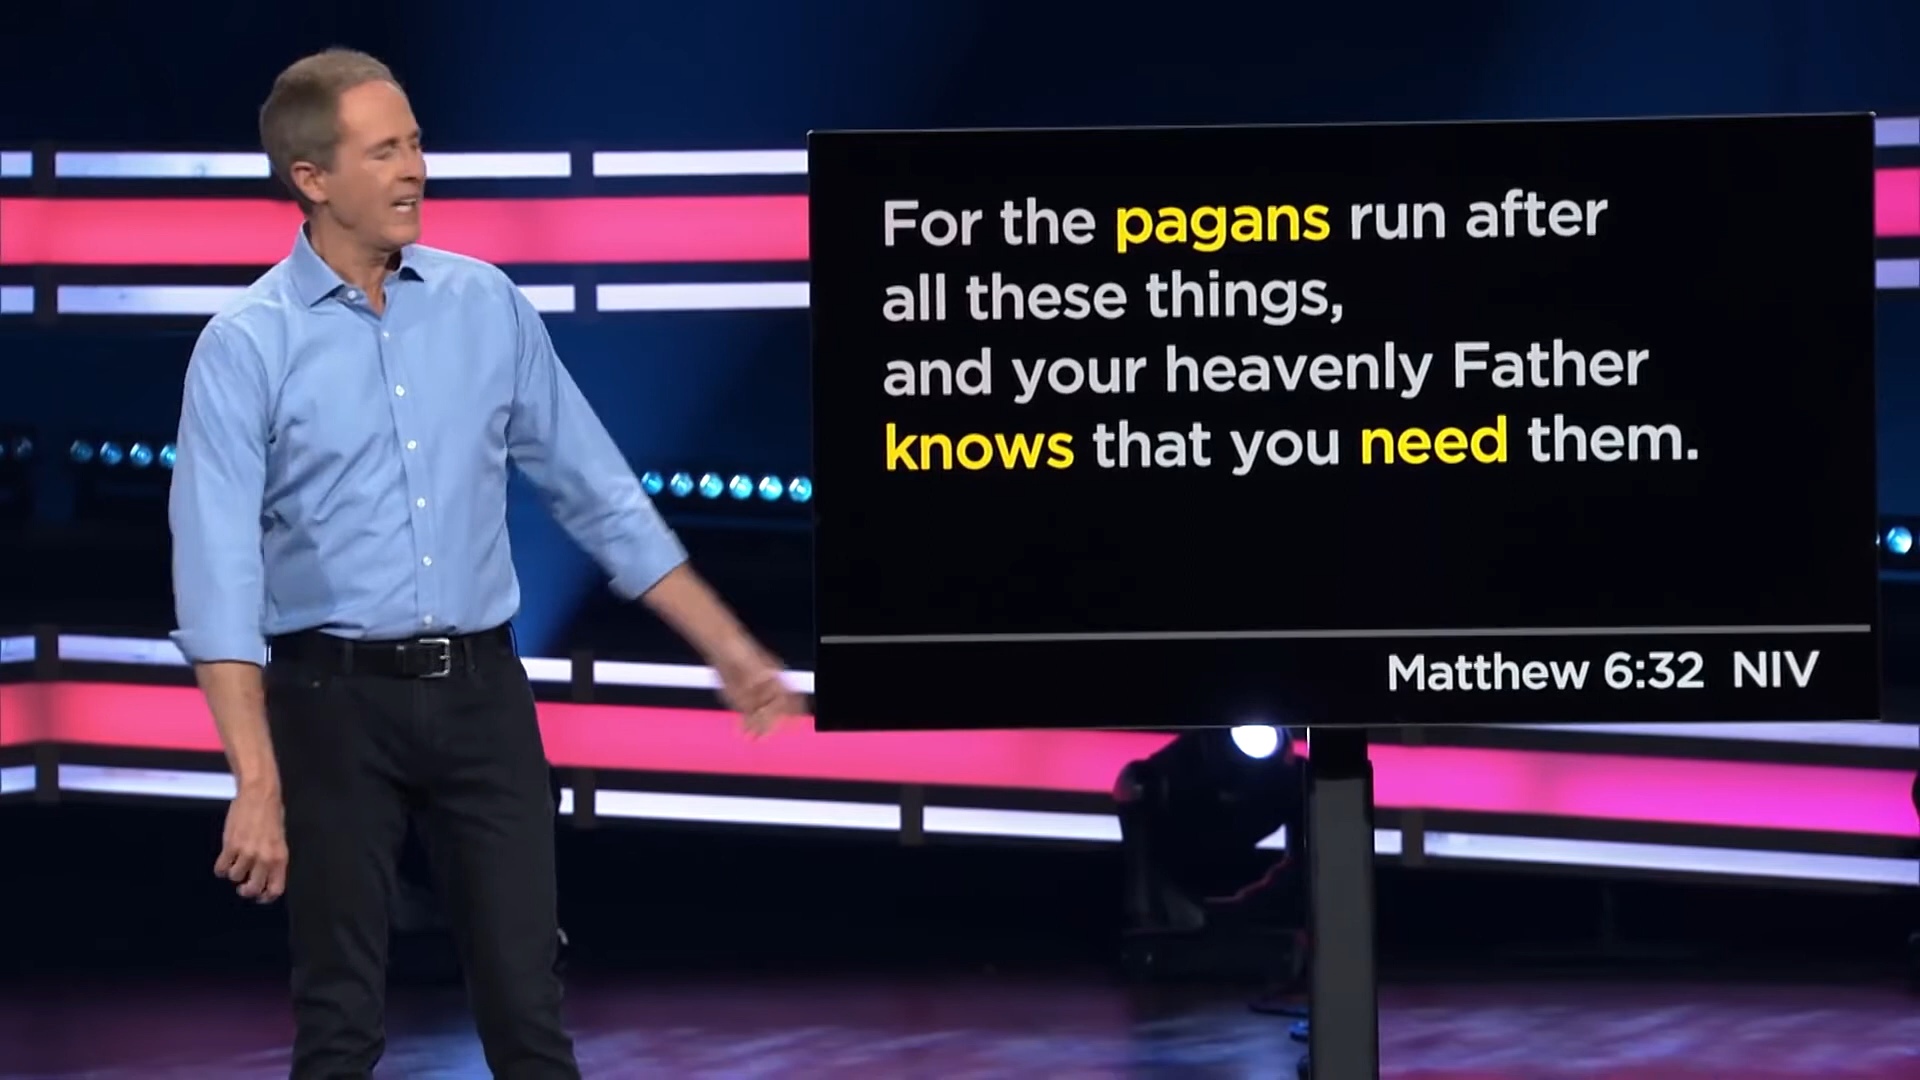 For the pagans run after
all these things,
and your heavenly Father
knows that you need them.
Matthew 6:32 NIV